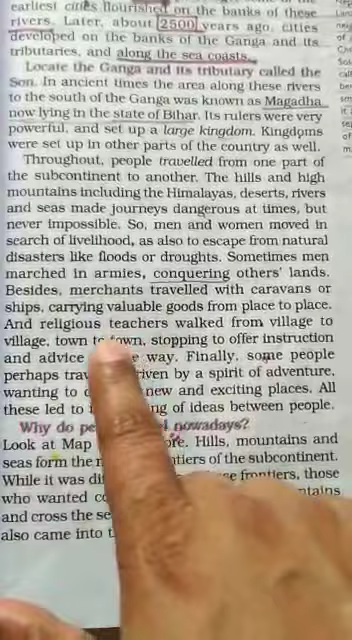 earliest cities flourished on the banks of these
rivers. Later, about 2500 years ago, cities
developed on the banks of the Ganga and its
tributaries, and along the sea coasts.
Locate the Ganga and its tributary called the
Son. In ancient times the area along these rivers
to the south of the Ganga was known as Magadha
now lying in the state of Bihar. Its rulers were very
powerful, and set up a large kingdom. Kingdoms
were set up in other parts of the country as well.
Throughout, people travelled from one part of
the subcontinent to another. The hills and high
mountains including the Himalayas, deserts, rivers
and seas made journeys dangerous at times, but
never impossible. So, men and women moved in
search of livelihood, as also to escape from natural
disasters like floods or droughts. Sometimes men
marched in armies, conquering others' lands.
Besides, merchants travelled with caravans or
ships, carrying valuable goods from place to place.
And religious teachers walked from village to
village, town to town, stopping to offer instruction
and advice way. Finally, some people
perhaps driven by a spirit of adventure,
wanting to new and exciting places. All
these led to of ideas between people.
Why do nowadays?
Look at Map Hills, mountains and
seas form the of the subcontinent.
While it was frontiers, those
who wanted
and cross the
also came into